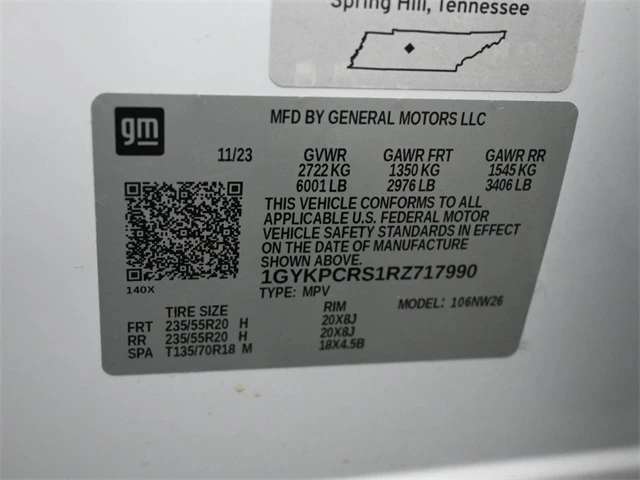 Spring Hill, Tennessee
gm
MFD BY GENERAL MOTORS LLC
11/23 GVWR GAWR FRT GAWR RR
2722 KG 1350 KG 1545 KG
6001 LB 2976 LB 3406 LB
THIS VEHICLE CONFORMS TO ALL
APPLICABLE U.S. FEDERAL MOTOR
VEHICLE SAFETY STANDARDS IN EFFECT
ON THE DATE OF MANUFACTURE
SHOWN ABOVE.
1GYKPCRS1RZ717990
140X
TYPE: MPV MODEL: 106NW26
TIRE SIZE RIM
FRT 235/55R20 H 20X8J
RR 235/55R20 H 20X8J
SPA T135/70R18 M 18X4.5B